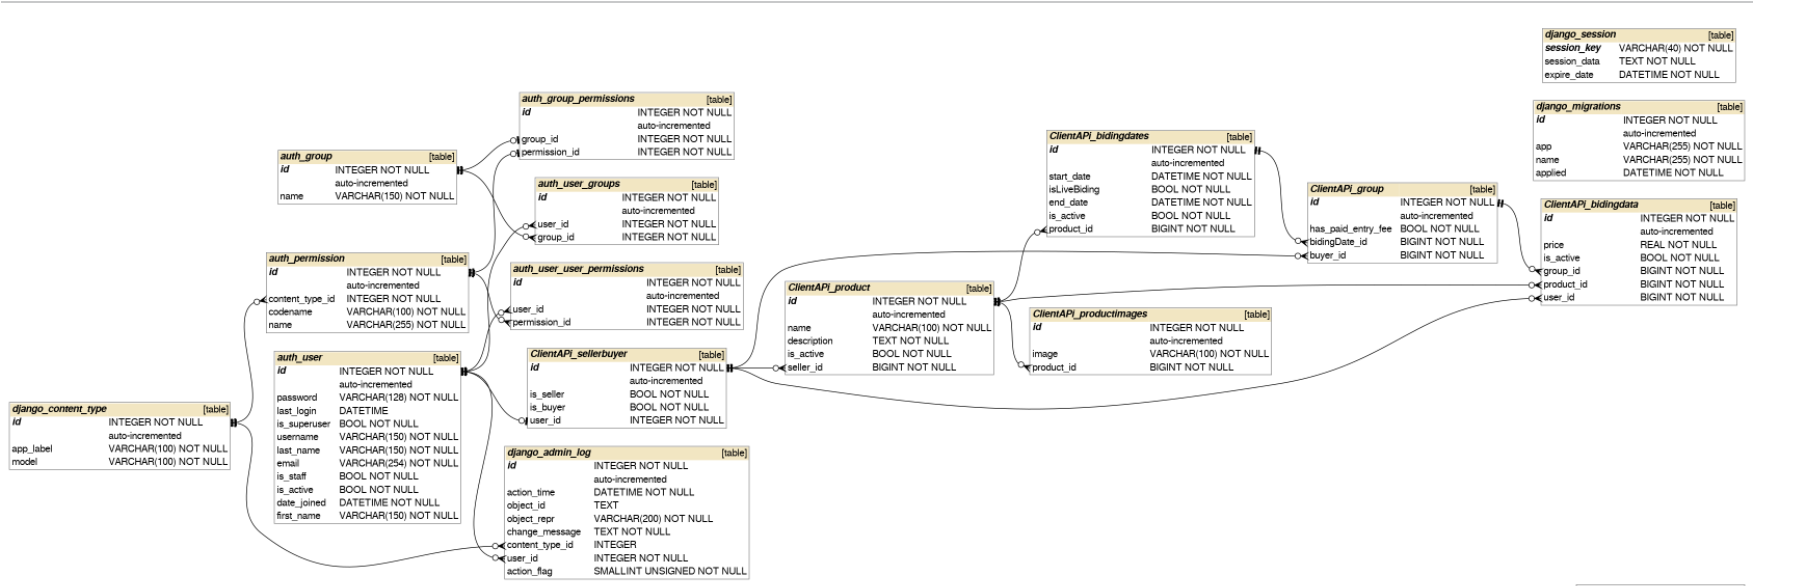 django_session [table]
session_key VARCHAR(40) NOT NULL
session_data TEXT NOT NULL
expire_date DATETIME NOT NULL
auth_group_permissions [table]
id INTEGER NOT NULL
auto-incremented
group_id INTEGER NOT NULL
permission_id INTEGER NOT NULL
django_migrations [table]
id INTEGER NOT NULL
auto-incremented
app VARCHAR(255) NOT NULL
name VARCHAR(255) NOT NULL
applied DATETIME NOT NULL
ClientAPi_bidingdates [table]
id INTEGER NOT NULL
auto-incremented
start_date DATETIME NOT NULL
isLiveBiding BOOL NOT NULL
end_date DATETIME NOT NULL
is_active BOOL NOT NULL
product_id BIGINT NOT NULL
auth_group [table]
id INTEGER NOT NULL
auto-incremented
name VARCHAR(150) NOT NULL
auth_user_groups [table]
id INTEGER NOT NULL
auto-incremented
user_id INTEGER NOT NULL
group_id INTEGER NOT NULL
ClientAPi_group [table]
id INTEGER NOT NULL
auto-incremented
has_paid_entry_fee BOOL NOT NULL
bidingDate_id BIGINT NOT NULL
buyer_id BIGINT NOT NULL
ClientAPi_bidingdata [table]
id INTEGER NOT NULL
auto-incremented
price REAL NOT NULL
is_active BOOL NOT NULL
group_id BIGINT NOT NULL
product_id BIGINT NOT NULL
user_id BIGINT NOT NULL
auth_permission [table]
id INTEGER NOT NULL
auto-incremented
content_type_id INTEGER NOT NULL
codename VARCHAR(100) NOT NULL
name VARCHAR(255) NOT NULL
auth_user_user_permissions [table]
id INTEGER NOT NULL
auto-incremented
user_id INTEGER NOT NULL
permission_id INTEGER NOT NULL
ClientAPi_product [table]
id INTEGER NOT NULL
auto-incremented
name VARCHAR(100) NOT NULL
description TEXT NOT NULL
is_active BOOL NOT NULL
seller_id BIGINT NOT NULL
ClientAPi_productimages [table]
id INTEGER NOT NULL
auto-incremented
image VARCHAR(100) NOT NULL
product_id BIGINT NOT NULL
auth_user [table]
id INTEGER NOT NULL
auto-incremented
password VARCHAR(128) NOT NULL
last_login DATETIME
is_superuser BOOL NOT NULL
username VARCHAR(150) NOT NULL
last_name VARCHAR(150) NOT NULL
email VARCHAR(254) NOT NULL
is_staff BOOL NOT NULL
is_active BOOL NOT NULL
date_joined DATETIME NOT NULL
first_name VARCHAR(150) NOT NULL
ClientAPi_sellerbuyer [table]
id INTEGER NOT NULL
auto-incremented
is_seller BOOL NOT NULL
is_buyer BOOL NOT NULL
user_id INTEGER NOT NULL
django_content_type [table]
id INTEGER NOT NULL
auto-incremented
app_label VARCHAR(100) NOT NULL
model VARCHAR(100) NOT NULL
django_admin_log [table]
id INTEGER NOT NULL
auto-incremented
action_time DATETIME NOT NULL
object_id TEXT
object_repr VARCHAR(200) NOT NULL
change_message TEXT NOT NULL
content_type_id INTEGER
user_id INTEGER NOT NULL
action_flag SMALLINT UNSIGNED NOT NULL